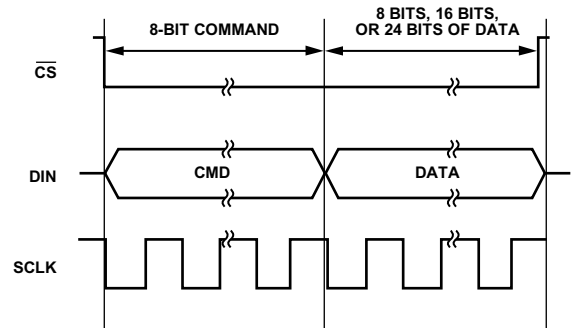 8-BIT COMMAND
8 BITS, 16 BITS,
OR 24 BITS OF DATA
CS
DIN
CMD
DATA
SCLK